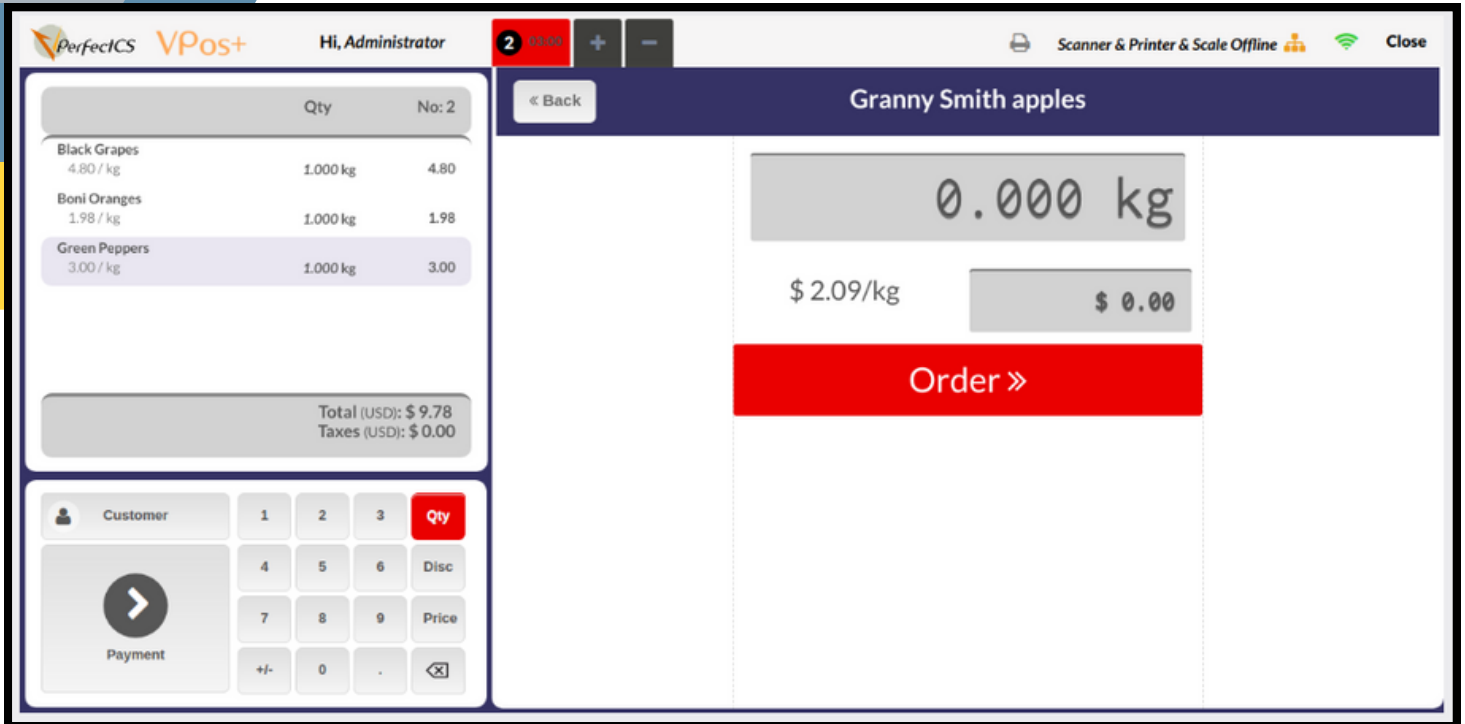 PerfectICS VPos+ Hi, Administrator 2 03:00 + − Scanner & Printer & Scale Offline Close
Qty No: 2
Black Grapes
4.80 / kg 1.000 kg 4.80
Boni Oranges
1.98 / kg 1.000 kg 1.98
Green Peppers
3.00 / kg 1.000 kg 3.00
Total (USD): $ 9.78
Taxes (USD): $ 0.00
Customer 1 2 3 Qty
4 5 6 Disc
7 8 9 Price
Payment
+/- 0 .
« Back Granny Smith apples
0.000 kg
$ 2.09/kg $ 0.00
Order »